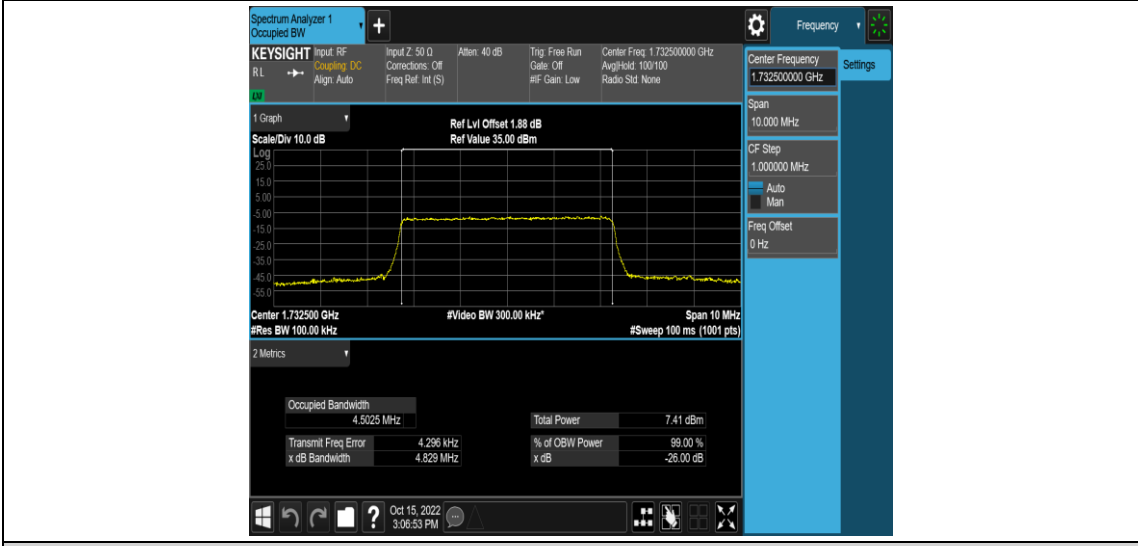 Spectrum Analyzer 1
Occupied BW
+
Frequency
KEYSIGHT
RL
Input: RF
Coupling: DC
Align: Auto
Input Z: 50 Ω
Corrections: Off
Freq Ref: Int (S)
Atten: 40 dB
Trig: Free Run
Gate: Off
#IF Gain: Low
Center Freq: 1.732500000 GHz
Avg|Hold: 100/100
Radio Std: None
Center Frequency
1.732500000 GHz
Settings
Span
10.000 MHz
CF Step
1.000000 MHz
Auto
Man
Freq Offset
0 Hz
1 Graph
Ref Lvl Offset 1.88 dB
Scale/Div 10.0 dB
Ref Value 35.00 dBm
Log
25.0
15.0
5.00
-5.00
-15.0
-25.0
-35.0
-45.0
-55.0
Center 1.732500 GHz
#Video BW 300.00 kHz*
Span 10 MHz
#Res BW 100.00 kHz
#Sweep 100 ms (1001 pts)
2 Metrics
Occupied Bandwidth
4.5025 MHz
Total Power 7.41 dBm
Transmit Freq Error 4.296 kHz
% of OBW Power 99.00 %
x dB Bandwidth 4.829 MHz
x dB -26.00 dB
?
Oct 15, 2022
3:06:53 PM